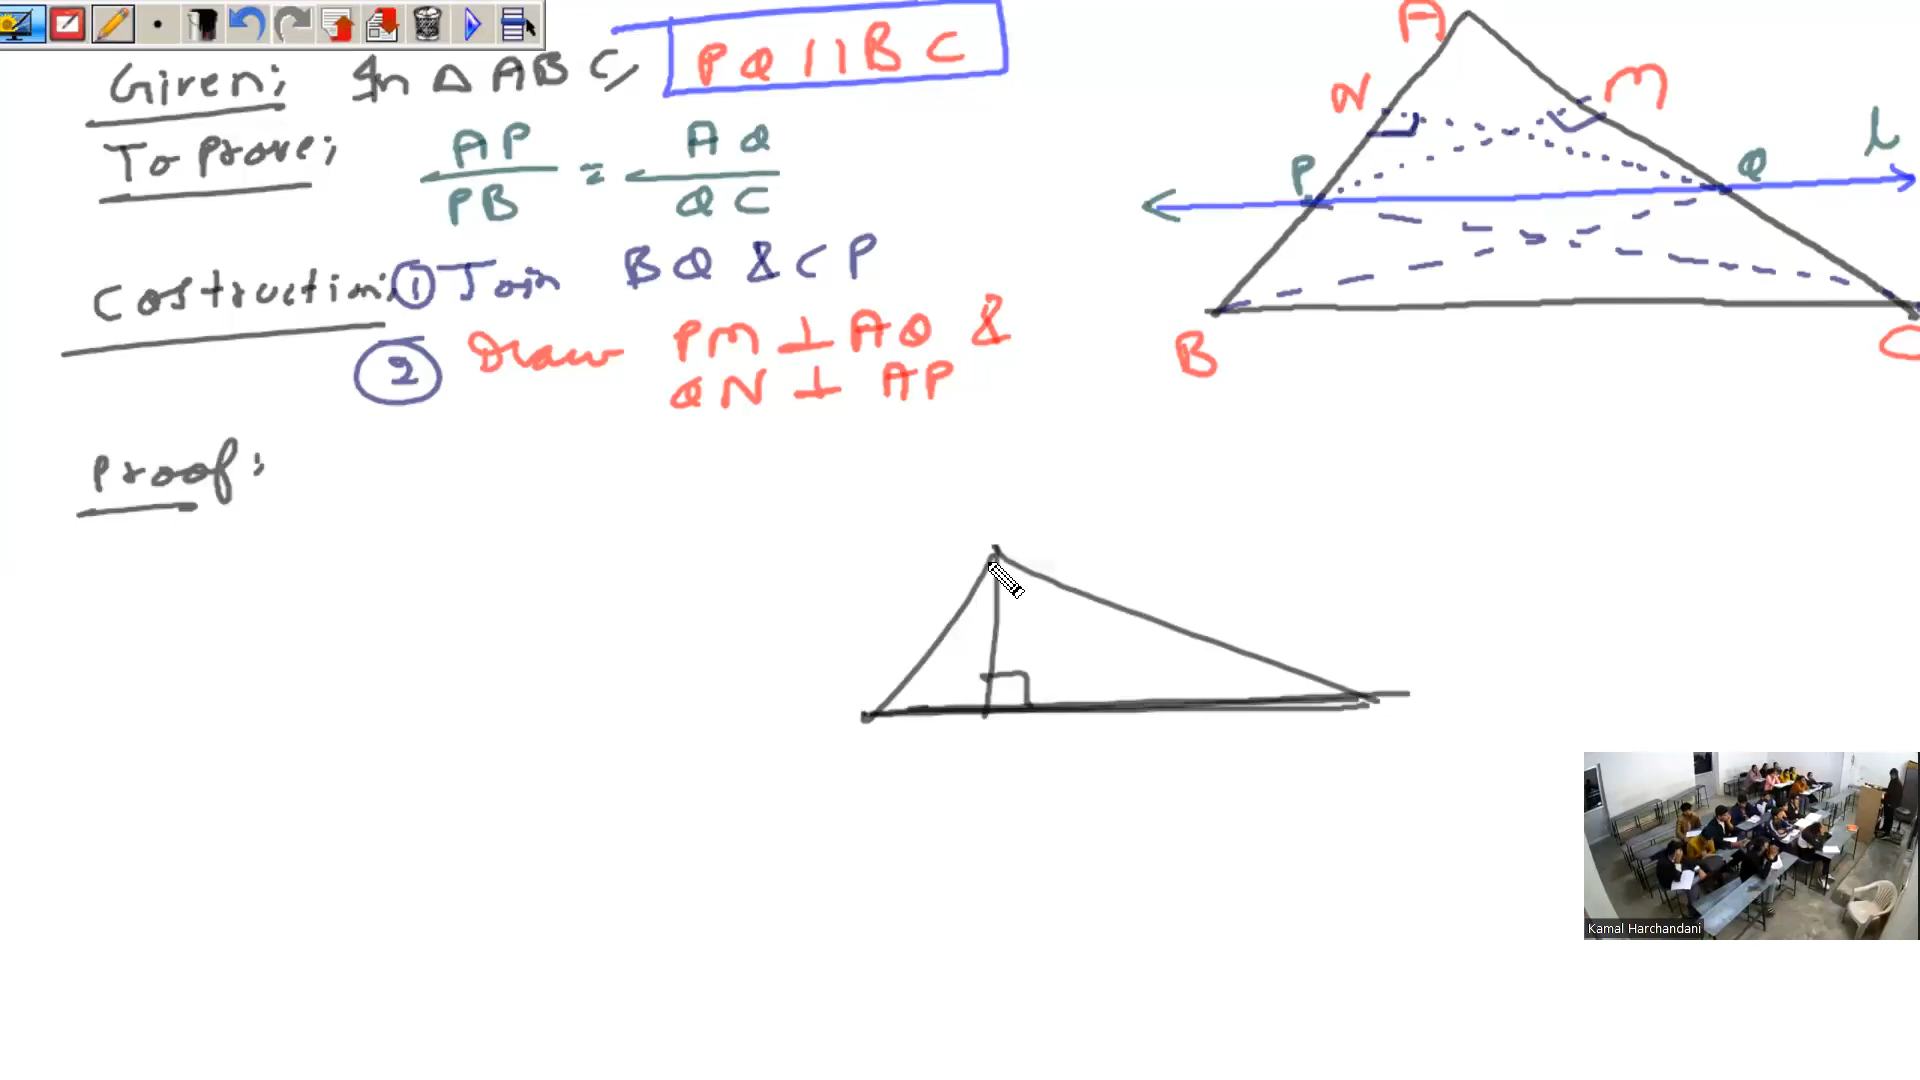 Given; In △ ABC, PQ || BC
To Prove; AP/PB = AQ/QC
Costruction; ① Join BQ & CP
② Draw PM ⊥ AQ &
QN ⊥ AP
Proof;
A
N
M
P
Q
l
B
C
Kamal Harchandani